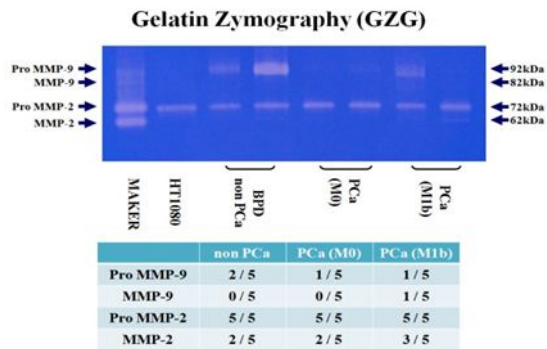 Gelatin Zymography (GZG)
Pro MMP-9 92kDa
MMP-9 82kDa
Pro MMP-2 72kDa
MMP-2 62kDa
MAKER
HT1080
BPD
non PCa
PCa
(M0)
PCa
(M1b)
non PCa PCa (M0) PCa (M1b)
Pro MMP-9 2 / 5 1 / 5 1 / 5
MMP-9 0 / 5 0 / 5 1 / 5
Pro MMP-2 5 / 5 5 / 5 5 / 5
MMP-2 2 / 5 2 / 5 3 / 5